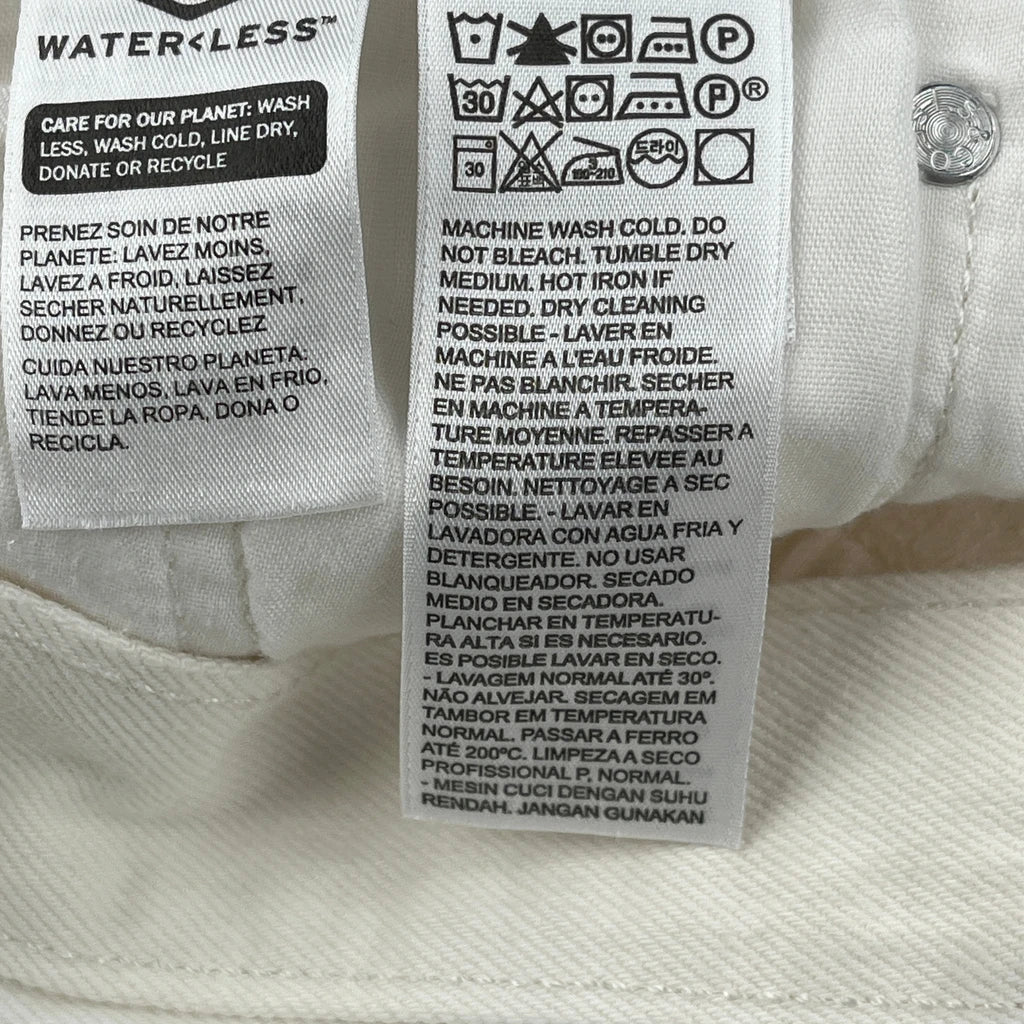 WATER<LESS™
CARE FOR OUR PLANET: WASH
LESS, WASH COLD, LINE DRY,
DONATE OR RECYCLE
PRENEZ SOIN DE NOTRE
PLANETE: LAVEZ MOINS,
LAVEZ A FROID, LAISSEZ
SECHER NATURELLEMENT,
DONNEZ OU RECYCLEZ
CUIDA NUESTRO PLANETA:
LAVA MENOS, LAVA EN FRIO,
TIENDE LA ROPA, DONA O
RECICLA.
P
30 P®
30 180~210 드라이
MACHINE WASH COLD. DO
NOT BLEACH. TUMBLE DRY
MEDIUM. HOT IRON IF
NEEDED. DRY CLEANING
POSSIBLE - LAVER EN
MACHINE A L'EAU FROIDE.
NE PAS BLANCHIR. SECHER
EN MACHINE A TEMPERA-
TURE MOYENNE. REPASSER A
TEMPERATURE ELEVEE AU
BESOIN. NETTOYAGE A SEC
POSSIBLE. - LAVAR EN
LAVADORA CON AGUA FRIA Y
DETERGENTE. NO USAR
BLANQUEADOR. SECADO
MEDIO EN SECADORA.
PLANCHAR EN TEMPERATU-
RA ALTA SI ES NECESARIO.
ES POSIBLE LAVAR EN SECO.
- LAVAGEM NORMAL ATÉ 30º.
NÃO ALVEJAR. SECAGEM EM
TAMBOR EM TEMPERATURA
NORMAL. PASSAR A FERRO
ATÉ 200ºC. LIMPEZA A SECO
PROFISSIONAL P, NORMAL.
- MESIN CUCI DENGAN SUHU
RENDAH. JANGAN GUNAKAN